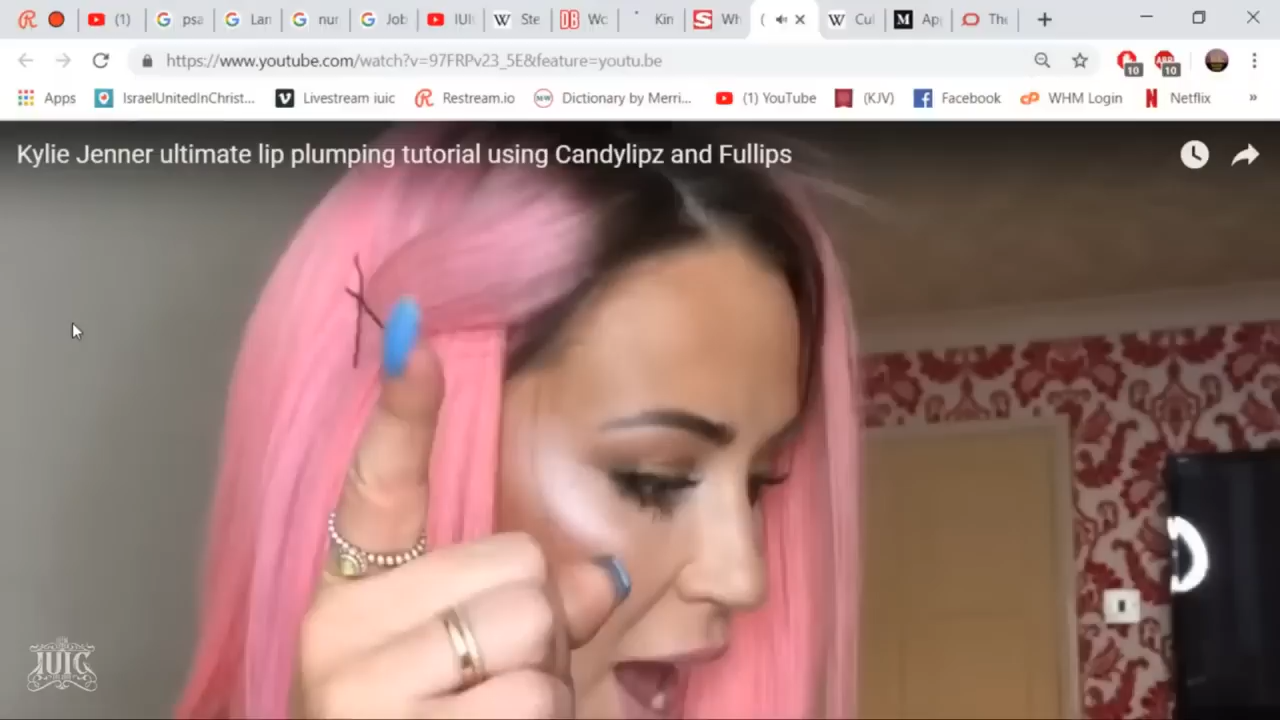 (1)
psa
Lan
nur
Job
IUI
Ste
DB
Wc
Kin
Wh
(
Cul
Ap
The
https://www.youtube.com/watch?v=97FRPv23_5E&feature=youtu.be
10
10
Apps
IsraelUnitedInChrist...
Livestream iuic
Restream.io
Dictionary by Merri...
(1) YouTube
(KJV)
Facebook
WHM Login
Netflix
»
Kylie Jenner ultimate lip plumping tutorial using Candylipz and Fullips
IUIC